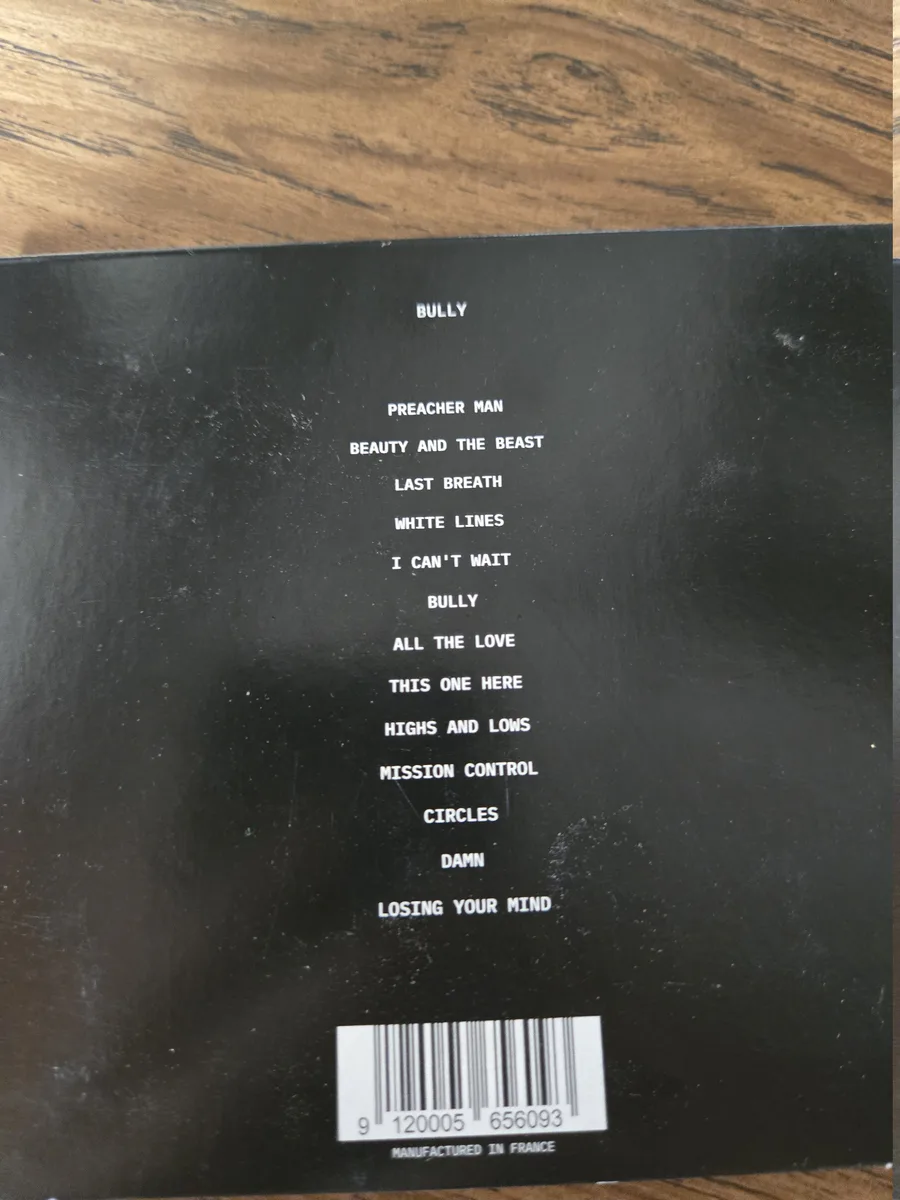 BULLY
PREACHER MAN
BEAUTY AND THE BEAST
LAST BREATH
WHITE LINES
I CAN'T WAIT
BULLY
ALL THE LOVE
THIS ONE HERE
HIGHS AND LOWS
MISSION CONTROL
CIRCLES
DAMN
LOSING YOUR MIND
9 120005 656093
MANUFACTURED IN FRANCE